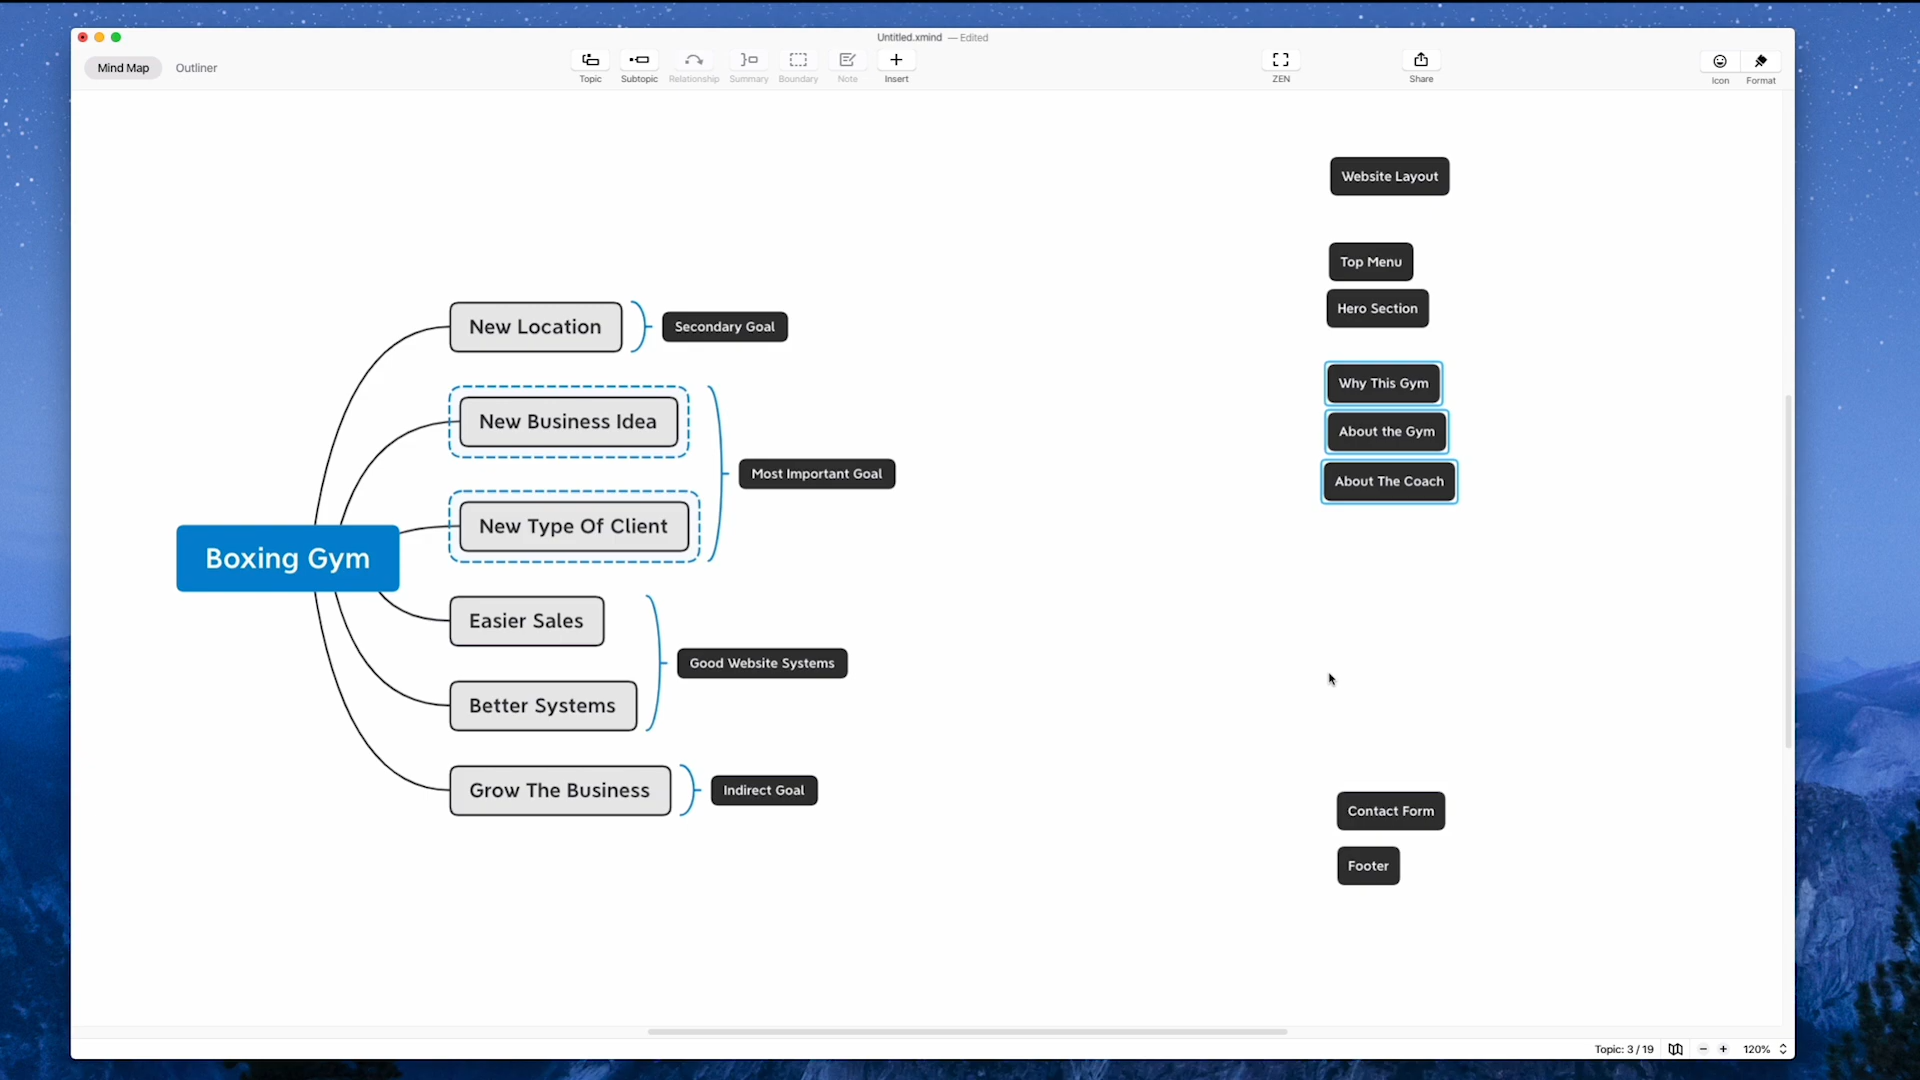 Untitled.xmind — Edited
Mind Map
Outliner
Topic
Subtopic
Relationship
Summary
Boundary
Note
Insert
ZEN
Share
Icon
Format
Website Layout
Top Menu
Hero Section
New Location
Secondary Goal
Why This Gym
New Business Idea
About the Gym
Most Important Goal
About The Coach
New Type Of Client
Boxing Gym
Easier Sales
Good Website Systems
Better Systems
Grow The Business
Indirect Goal
Contact Form
Footer
Topic: 3 / 19
120%